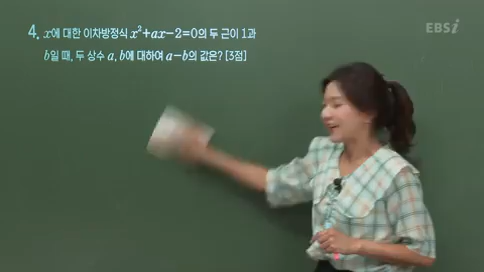 EBSi
4. x에 대한 이차방정식 x²+ax-2=0의 두 근이 1과
b일 때, 두 상수 a, b에 대하여 a-b의 값은? [3점]